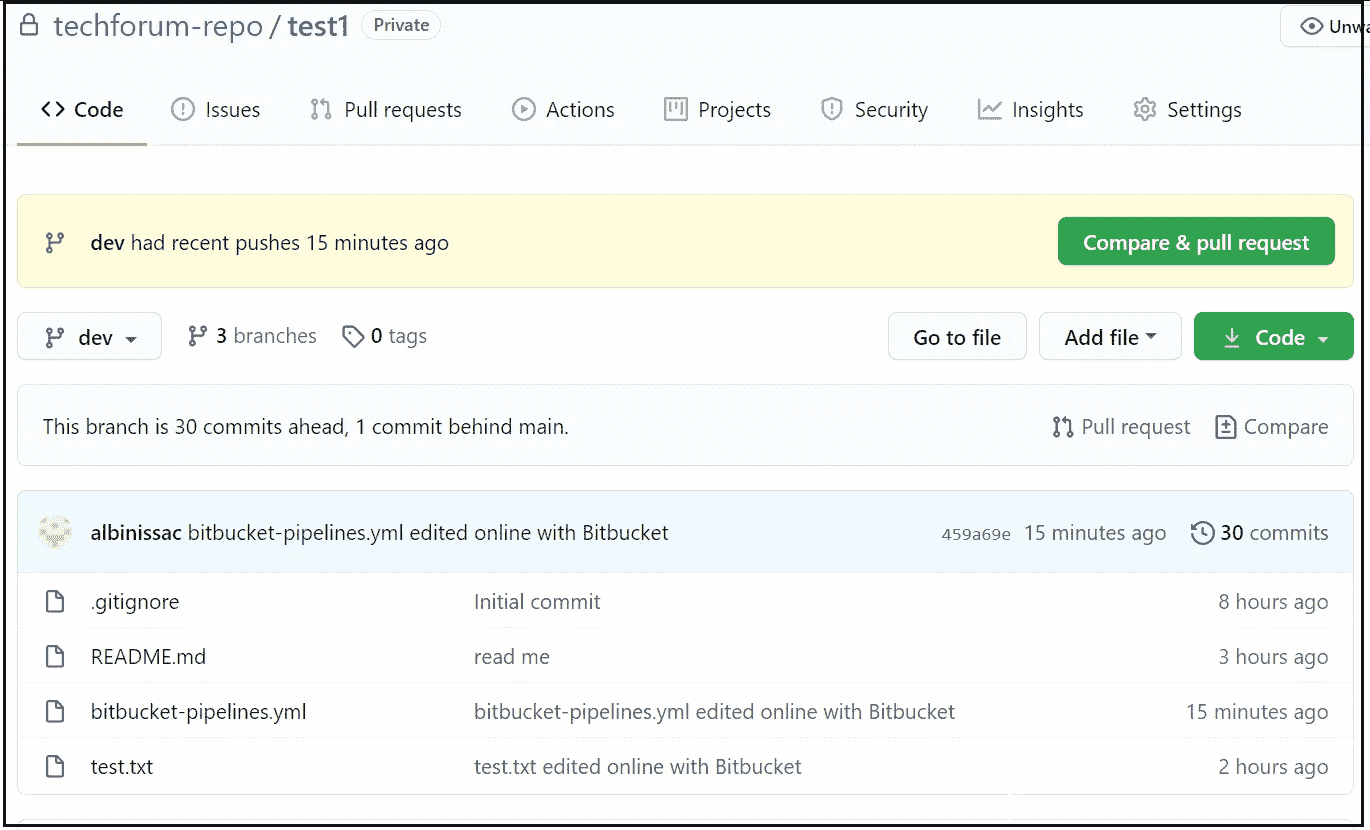 techforum-repo / test1 Private
Code Issues Pull requests Actions Projects Security Insights Settings
dev had recent pushes 15 minutes ago Compare & pull request
dev 3 branches 0 tags Go to file Add file Code
This branch is 30 commits ahead, 1 commit behind main. Pull request Compare
albinissac bitbucket-pipelines.yml edited online with Bitbucket 459a69e 15 minutes ago 30 commits
.gitignore Initial commit 8 hours ago
README.md read me 3 hours ago
bitbucket-pipelines.yml bitbucket-pipelines.yml edited online with Bitbucket 15 minutes ago
test.txt test.txt edited online with Bitbucket 2 hours ago